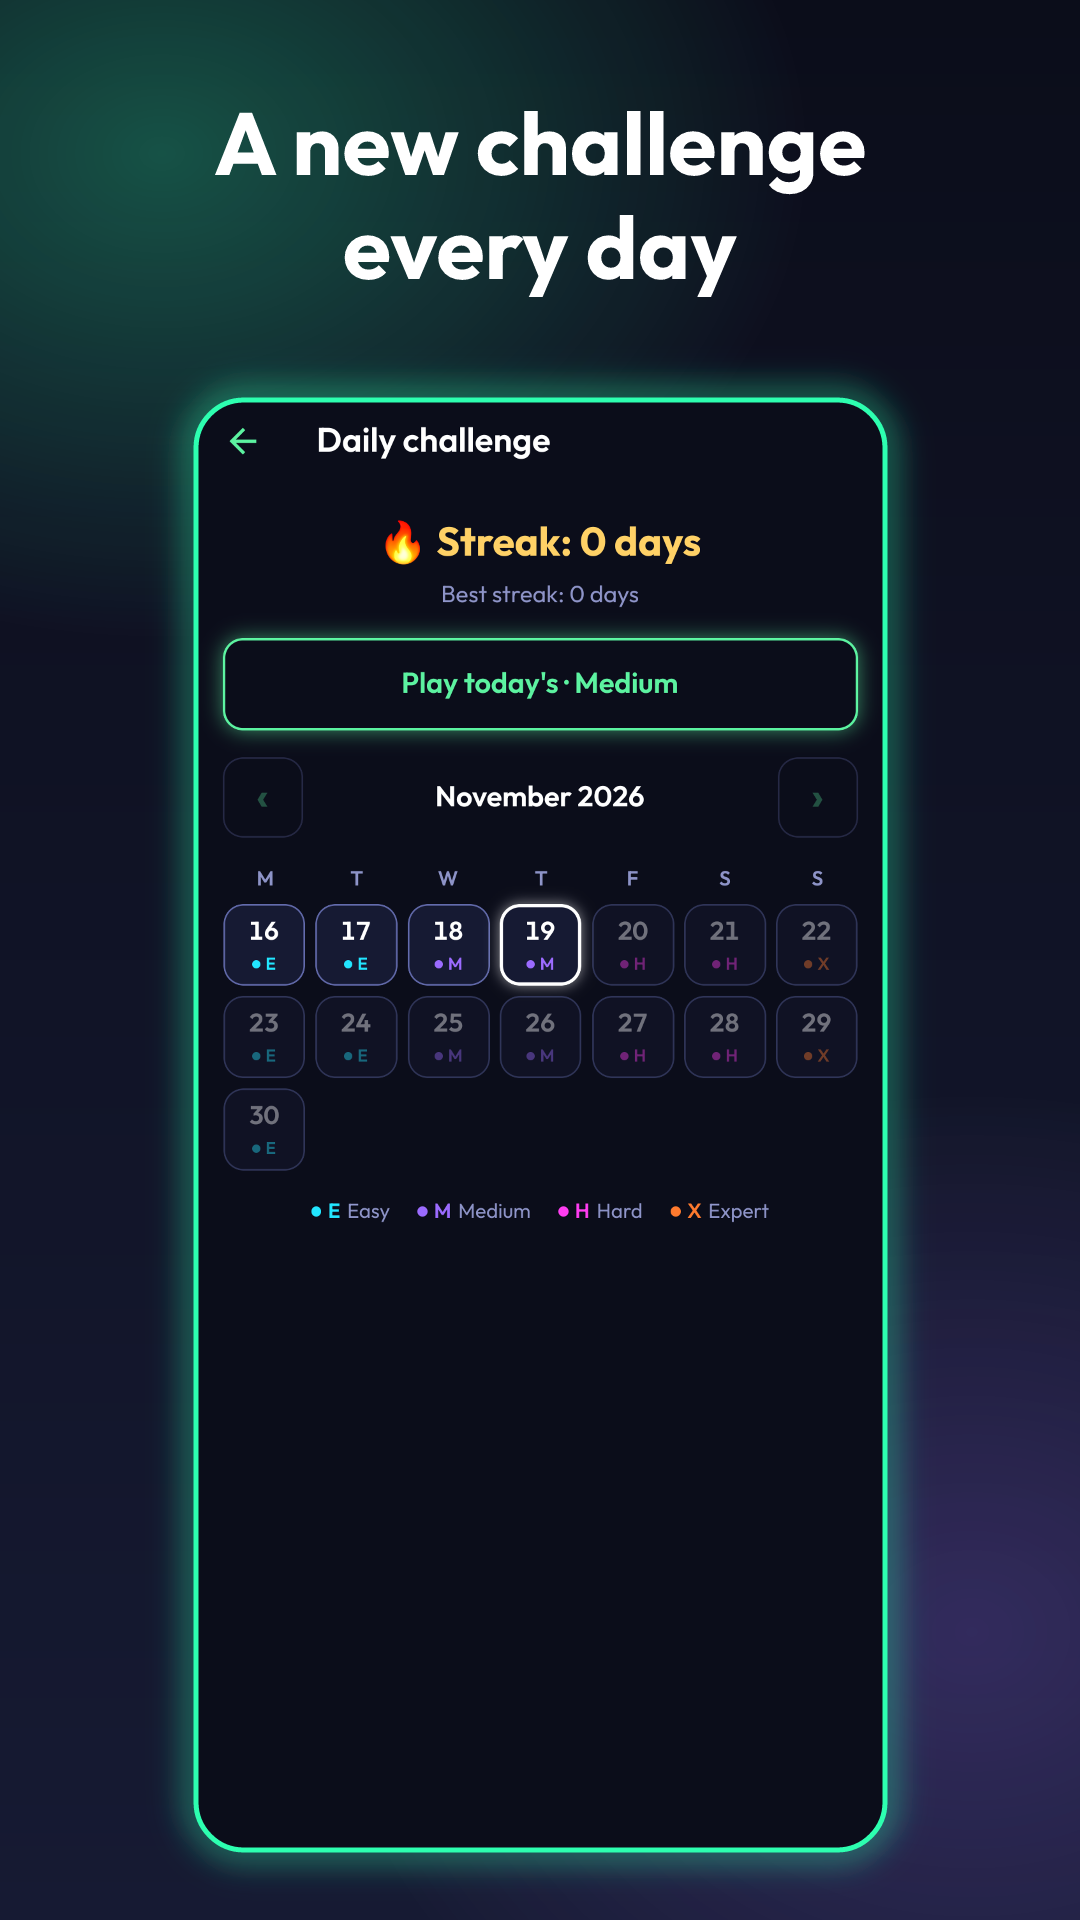 A new challenge
every day
Daily challenge
🔥 Streak: 0 days
Best streak: 0 days
Play today's · Medium
‹ November 2026 ›
M T W T F S S
16 17 18 19 20 21 22
E E M M H H X
23 24 25 26 27 28 29
E E M M H H X
30
E
E Easy M Medium H Hard X Expert